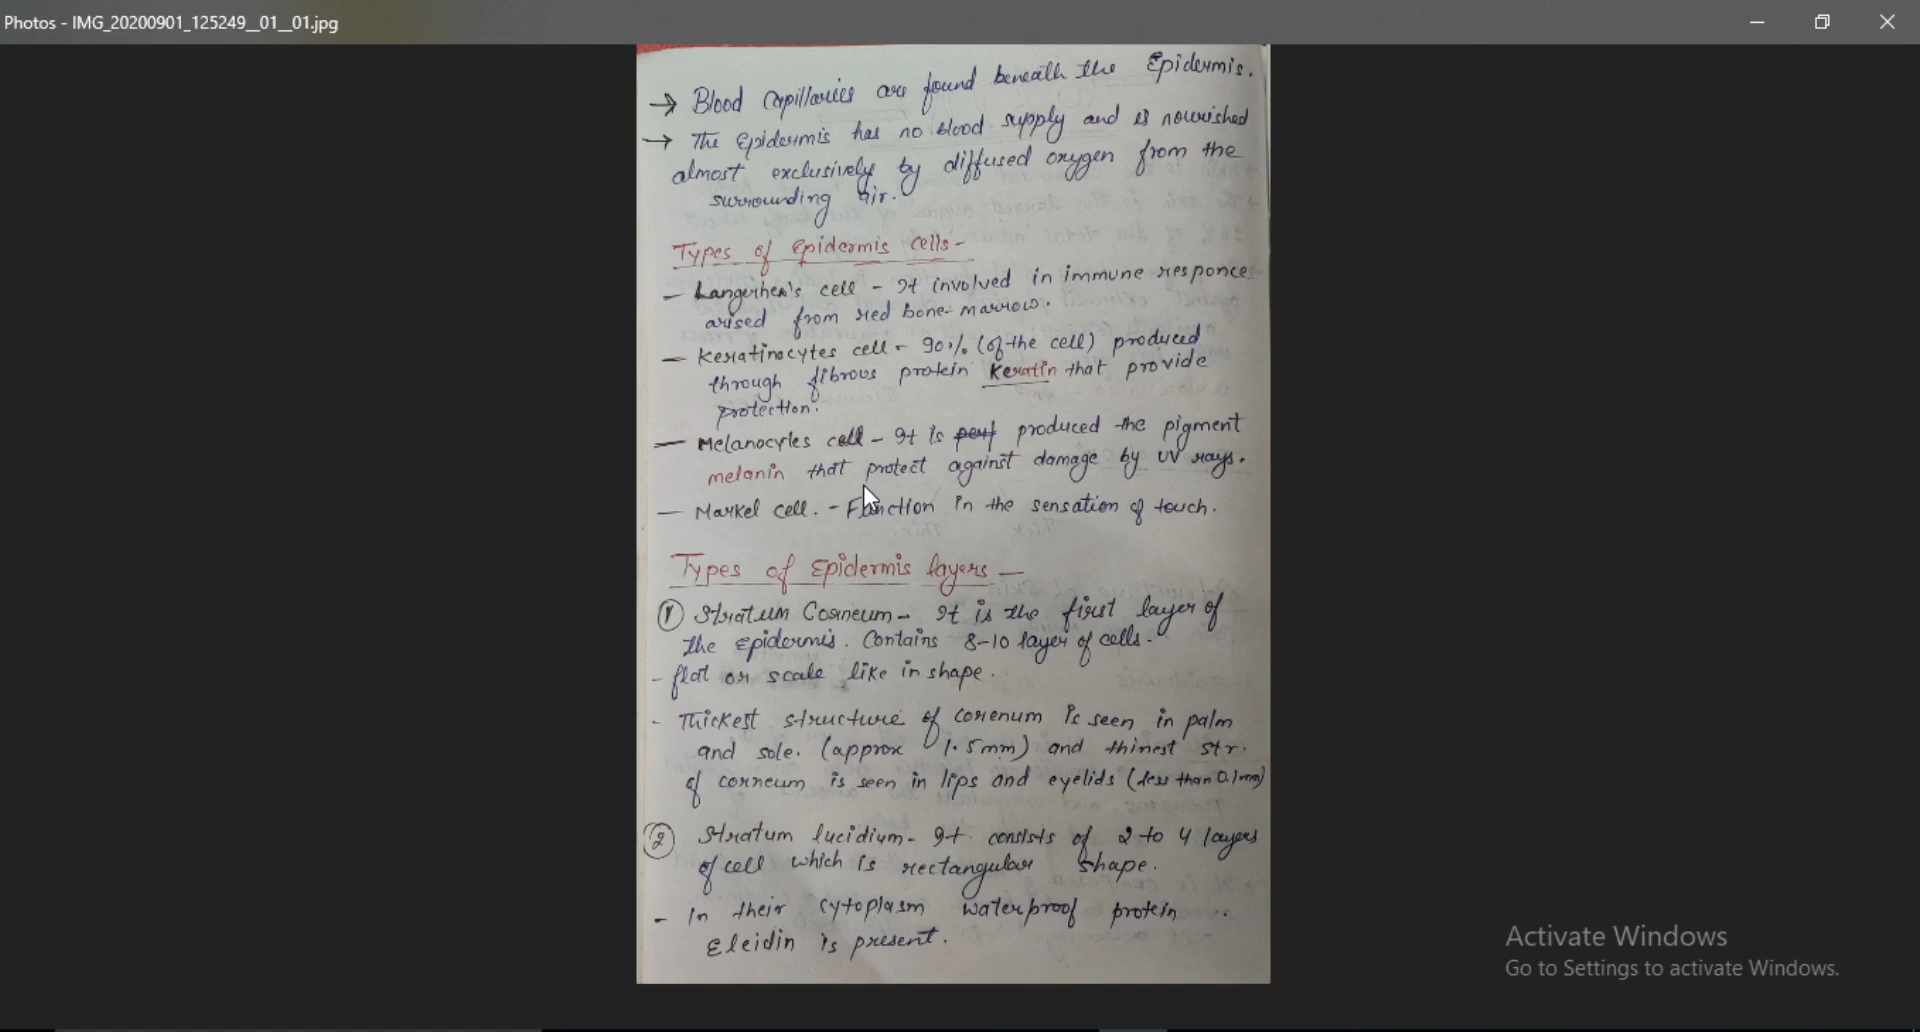 Photos - IMG_20200901_125249__01__01.jpg
→ Blood Capillaries are found beneath the Epidermis.
→ The Epidermis has no blood supply and is nourished
almost exclusively by diffused oxygen from the
surrounding air.
Types of Epidermis cells-
- Langerhen's cell - It involved in immune responce
arised from red bone marrow.
- Keratinocytes cell - 90% (of the cell) produced
through fibrous protein Keratin that provide
protection.
- Melanocyles cell - It is produced the pigment
melanin that protect against damage by UV rays.
- Markel cell. - Function in the sensation of touch.
Types of Epidermis layers -
① Stratum Corneum - It is the first layer of
the epidermis. Contains 8-10 layer of cells.
- flat or scale like in shape.
- Thickest structure of corenum is seen in palm
and sole. (approx 1.5mm) and thinest str.
of corneum is seen in lips and eyelids (less than 0.1mm)
② Stratum lucidium - It consists of 2 to 4 layers
of cell which is rectangular shape.
- In their cytoplasm waterproof protein
Eleidin is present.
Activate Windows
Go to Settings to activate Windows.